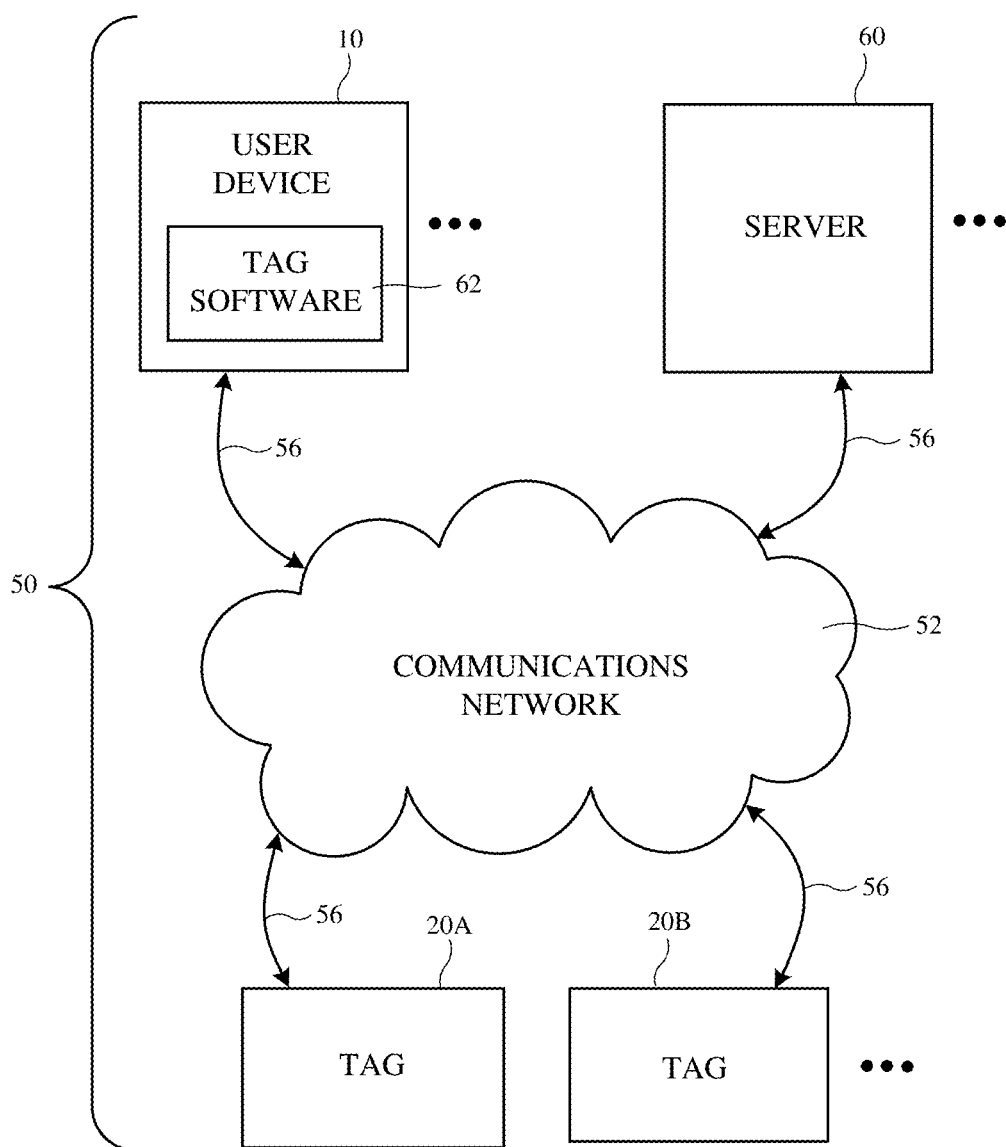 10
60
USER
DEVICE
TAG
SOFTWARE
62
SERVER
56
56
50
52
COMMUNICATIONS
NETWORK
56
56
20A
20B
TAG
TAG